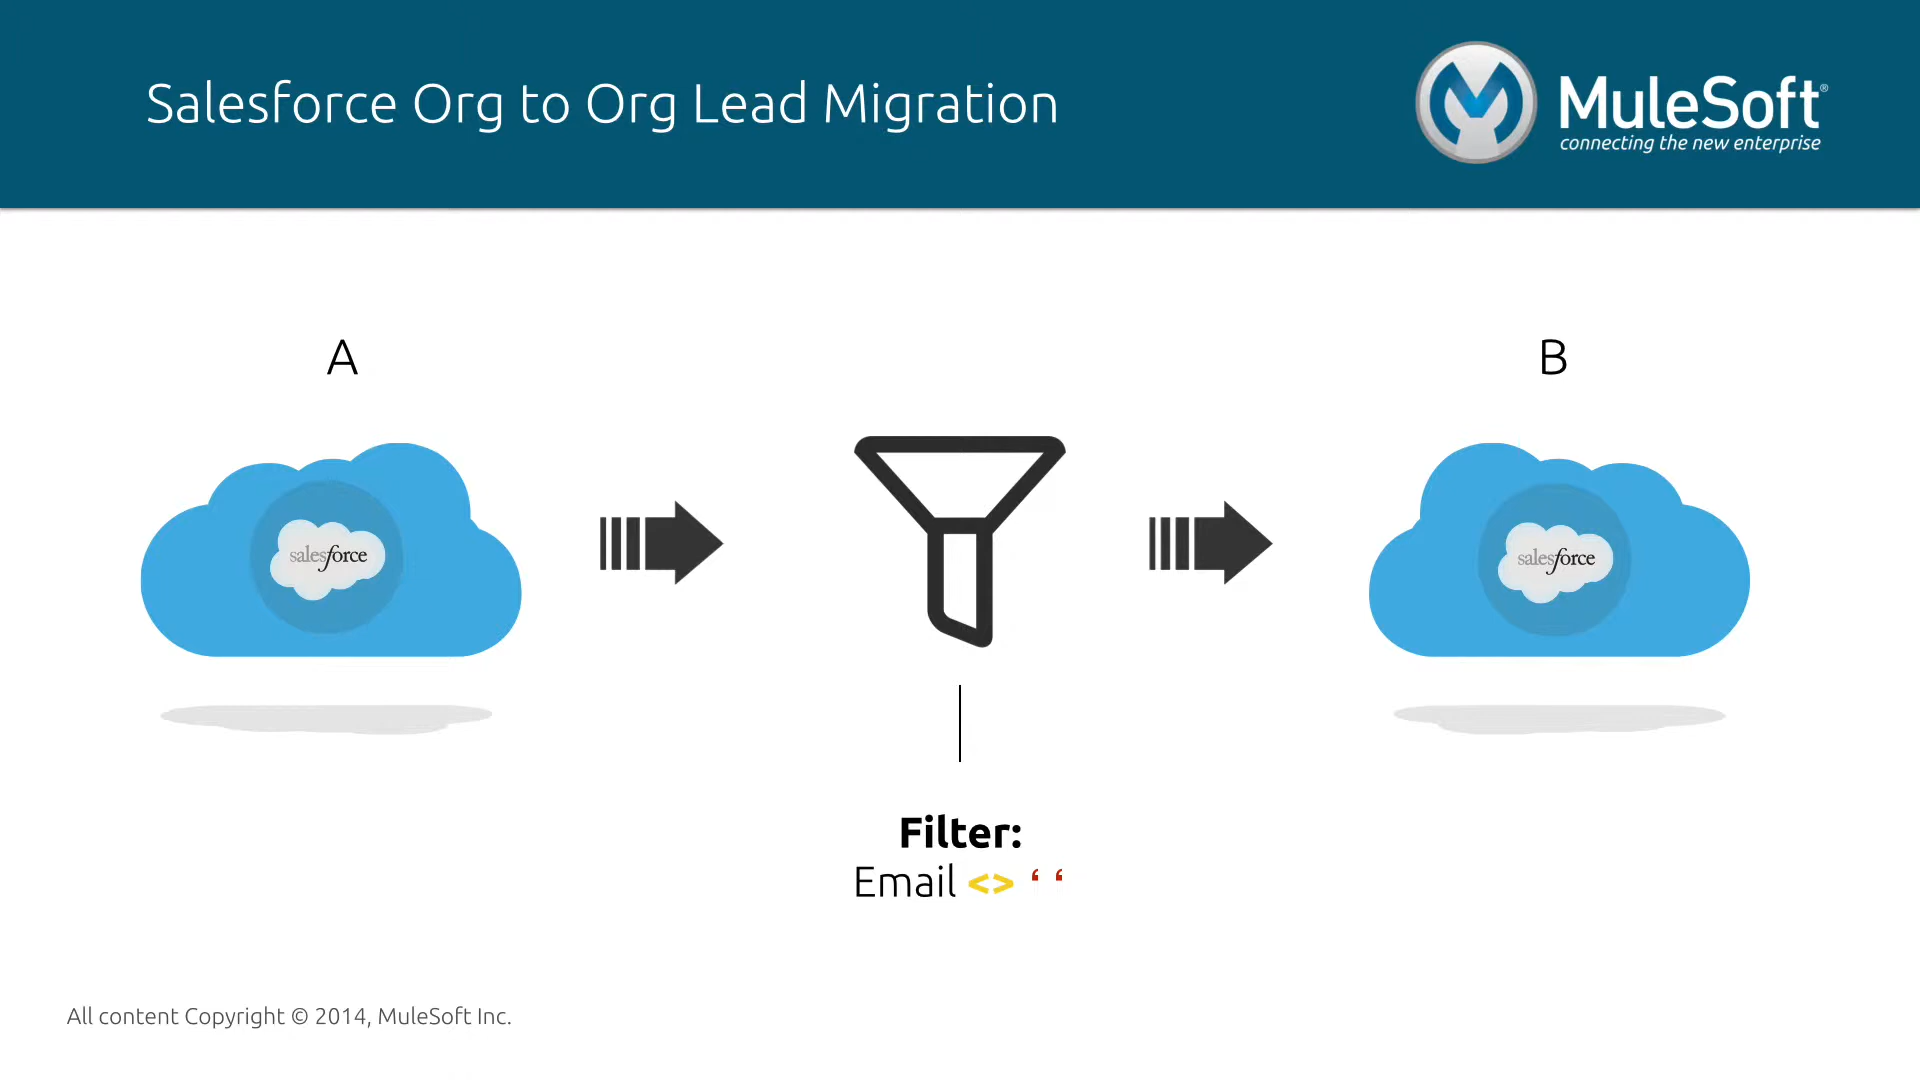 Salesforce Org to Org Lead Migration
MuleSoft®
connecting the new enterprise
A
B
salesforce
salesforce
Filter:
Email <> ‘ ‘
All content Copyright © 2014, MuleSoft Inc.